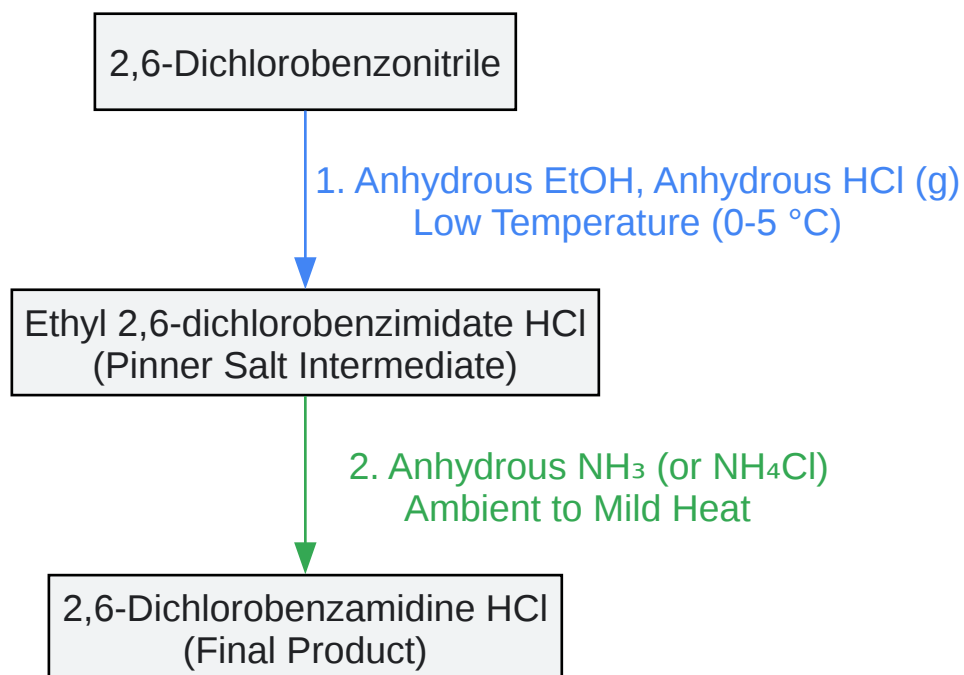 2,6-Dichlorobenzonitrile
1. Anhydrous EtOH, Anhydrous HCl (g)
Low Temperature (0-5 °C)
Ethyl 2,6-dichlorobenzimidate HCl
(Pinner Salt Intermediate)
2. Anhydrous NH₃ (or NH₄Cl)
Ambient to Mild Heat
2,6-Dichlorobenzamidine HCl
(Final Product)